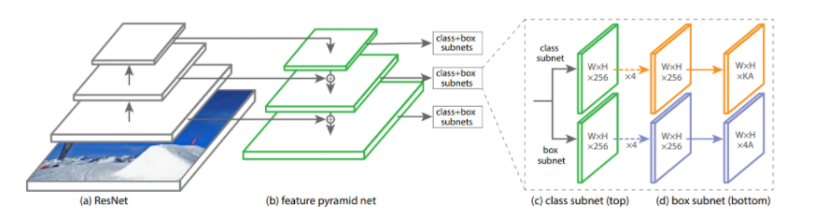 class+box
subnets
class+box
subnets
class+box
subnets
class
subnet
W×H
×256
×4
W×H
×256
W×H
×KA
box
subnet
W×H
×256
×4
W×H
×256
W×H
×4A
(a) ResNet
(b) feature pyramid net
(c) class subnet (top)
(d) box subnet (bottom)